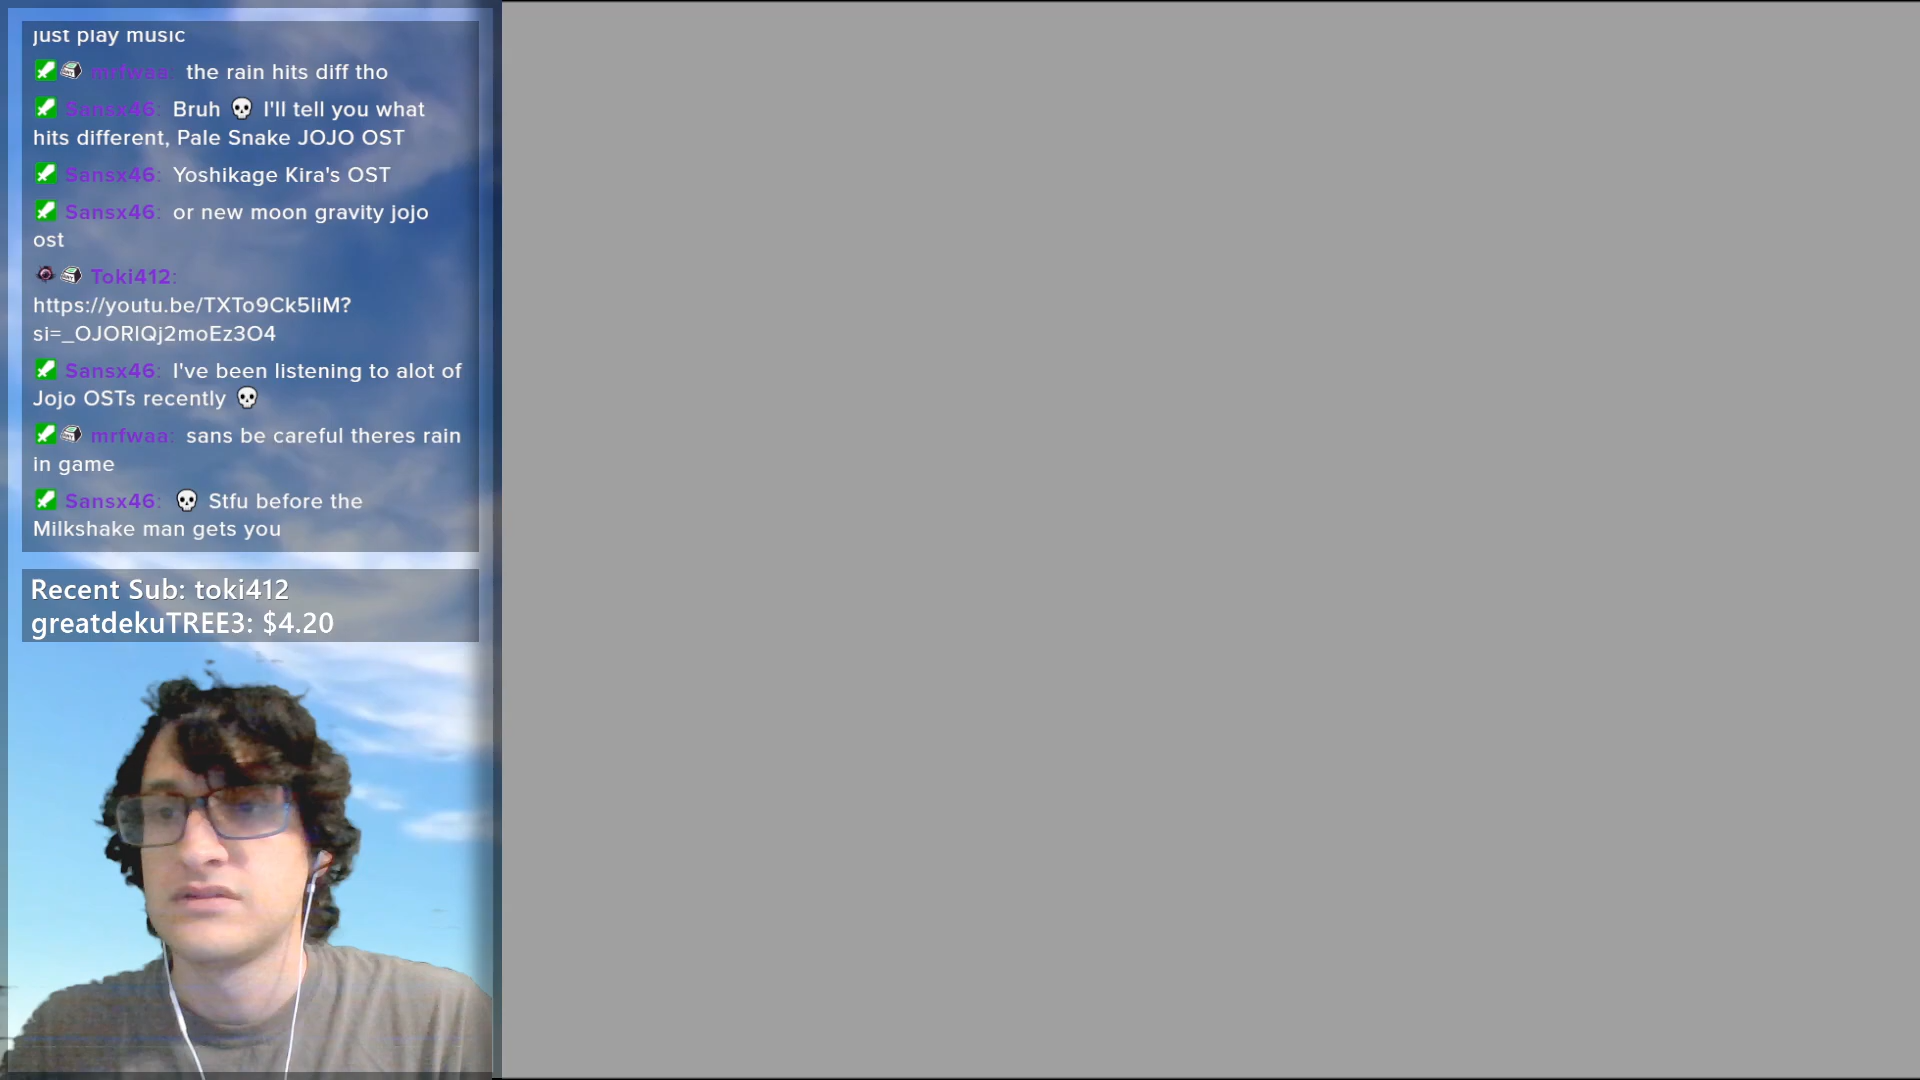 just play music
mrfwaa: the rain hits diff tho
Sansx46: Bruh 💀 I'll tell you what
hits different, Pale Snake JOJO OST
Sansx46: Yoshikage Kira's OST
Sansx46: or new moon gravity jojo
ost
Toki412:
https://youtu.be/TXTo9Ck5liM?
si=_OJORlQj2moEz3O4
Sansx46: I've been listening to alot of
Jojo OSTs recently 💀
mrfwaa: sans be careful theres rain
in game
Sansx46: 💀 Stfu before the
Milkshake man gets you
Recent Sub: toki412
greatdekuTREE3: $4.20